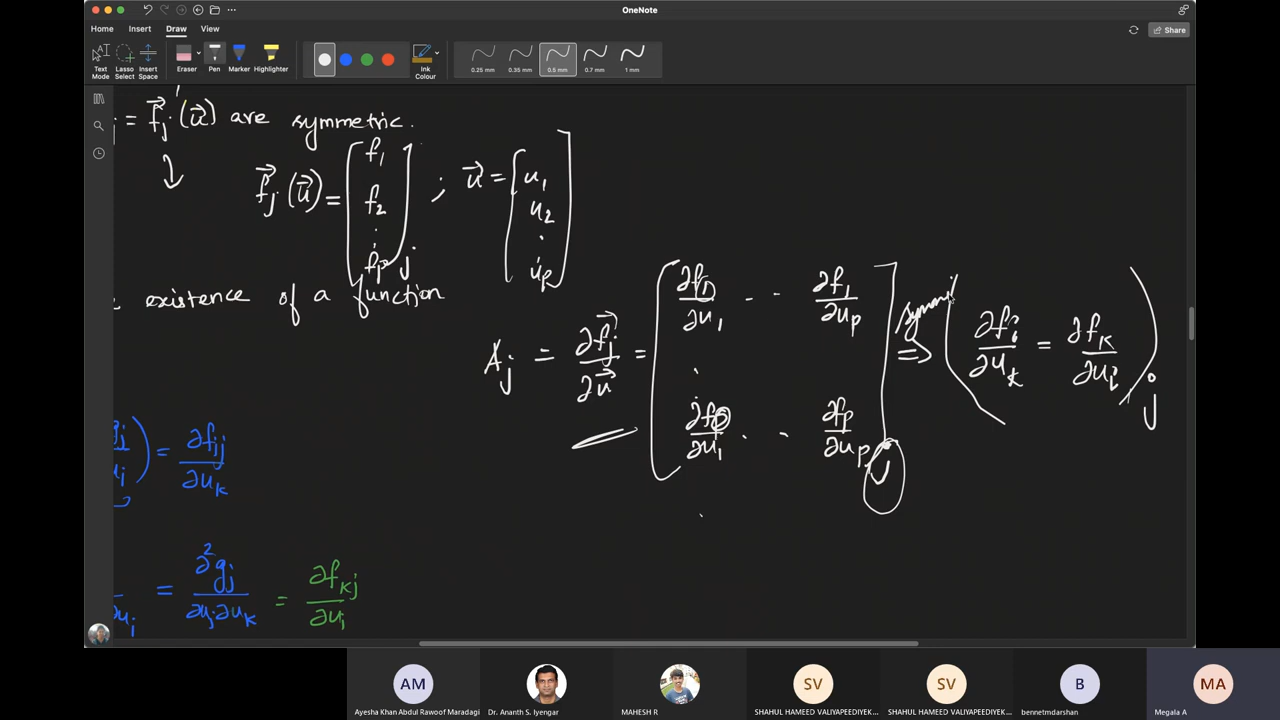 OneNote
Home Insert Draw View
Share
Text Mode
Lasso Select
Insert Space
Eraser
Pen
Marker
Highlighter
Ink Colour
0.25 mm 0.35 mm 0.5 mm 0.7 mm 1 mm
= f⃗j (u⃗) are symmetric.
f⃗j (u⃗) = [ f1 f2 . . fp ]j ; u⃗ = [ u1 u2 . . up ]
existence of a function
Aj = ∂f⃗j/∂u⃗ = [ ∂f1/∂u1 - - ∂f1/∂up . . ∂fp/∂u1 . - ∂fp/∂up ]j ⇒ ( ∂fi/∂uk = ∂fk/∂ui )j
= ∂fij/∂uk
∂ui = ∂²gj/∂ui∂uk = ∂fkj/∂ui
AM SV SV B MA
Ayesha Khan Abdul Rawoof Maradagi Dr. Ananth S. Iyengar MAHESH R SHAHUL HAMEED VALIYAPEEDIYEK... SHAHUL HAMEED VALIYAPEEDIYEK... bennetmdarshan Megala A